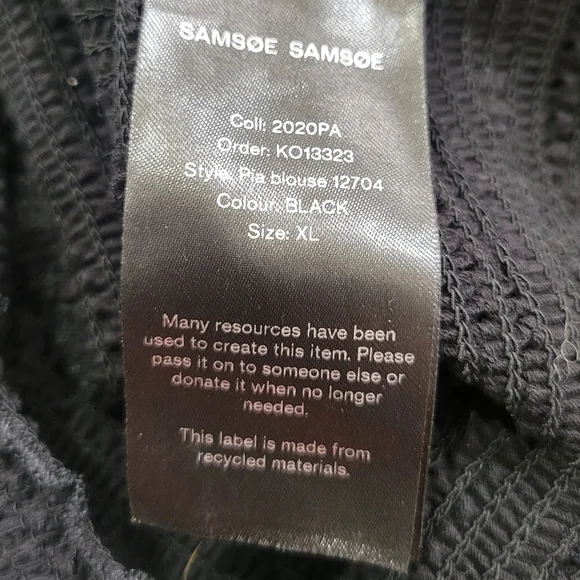 SAMSØE SAMSØE
Coll: 2020PA
Order: KO13323
Style: Pia blouse 12704
Colour: BLACK
Size: XL
Many resources have been
used to create this item. Please
pass it on to someone else or
donate it when no longer
needed.
This label is made from
recycled materials.